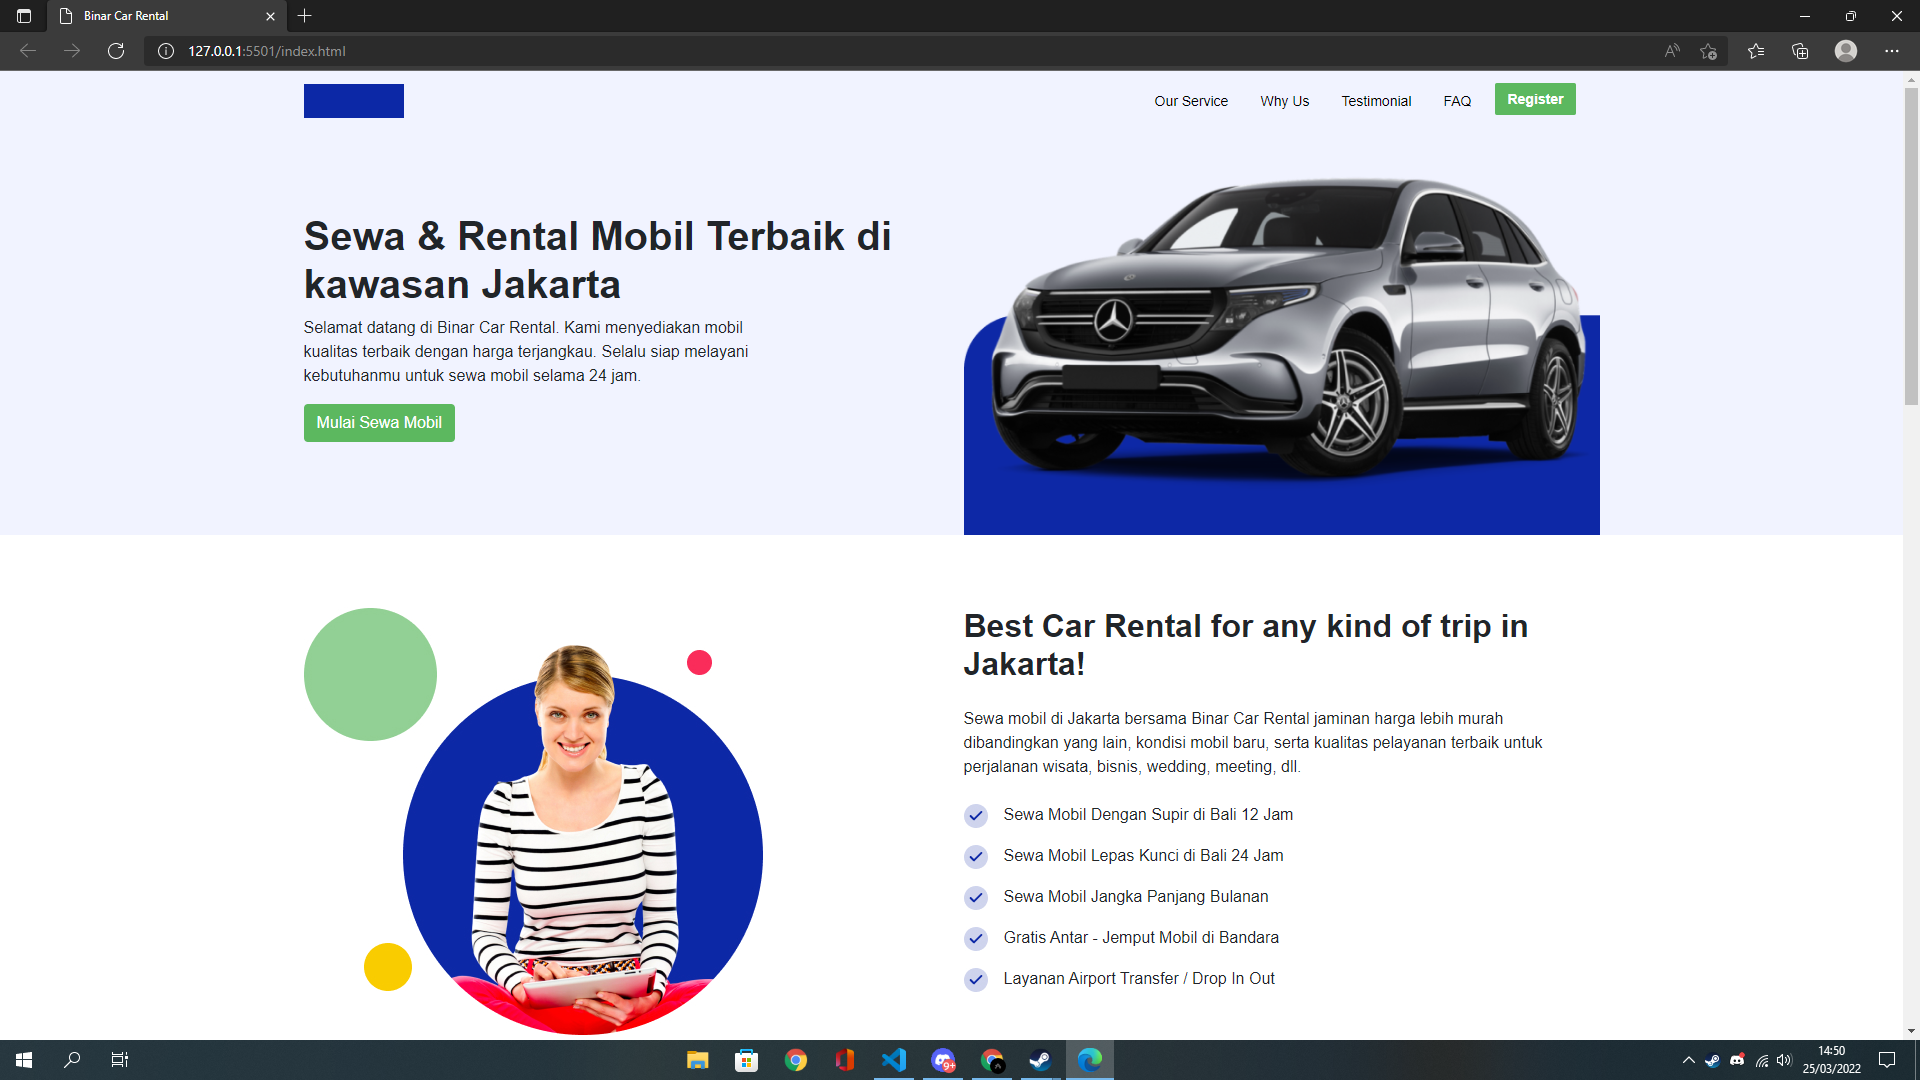 Binar Car Rental
127.0.0.1:5501/index.html
Our Service Why Us Testimonial FAQ Register
Sewa & Rental Mobil Terbaik di
kawasan Jakarta
Selamat datang di Binar Car Rental. Kami menyediakan mobil
kualitas terbaik dengan harga terjangkau. Selalu siap melayani
kebutuhanmu untuk sewa mobil selama 24 jam.
Mulai Sewa Mobil
Best Car Rental for any kind of trip in
Jakarta!
Sewa mobil di Jakarta bersama Binar Car Rental jaminan harga lebih murah
dibandingkan yang lain, kondisi mobil baru, serta kualitas pelayanan terbaik untuk
perjalanan wisata, bisnis, wedding, meeting, dll.
Sewa Mobil Dengan Supir di Bali 12 Jam
Sewa Mobil Lepas Kunci di Bali 24 Jam
Sewa Mobil Jangka Panjang Bulanan
Gratis Antar - Jemput Mobil di Bandara
Layanan Airport Transfer / Drop In Out
9+
14:50
25/03/2022